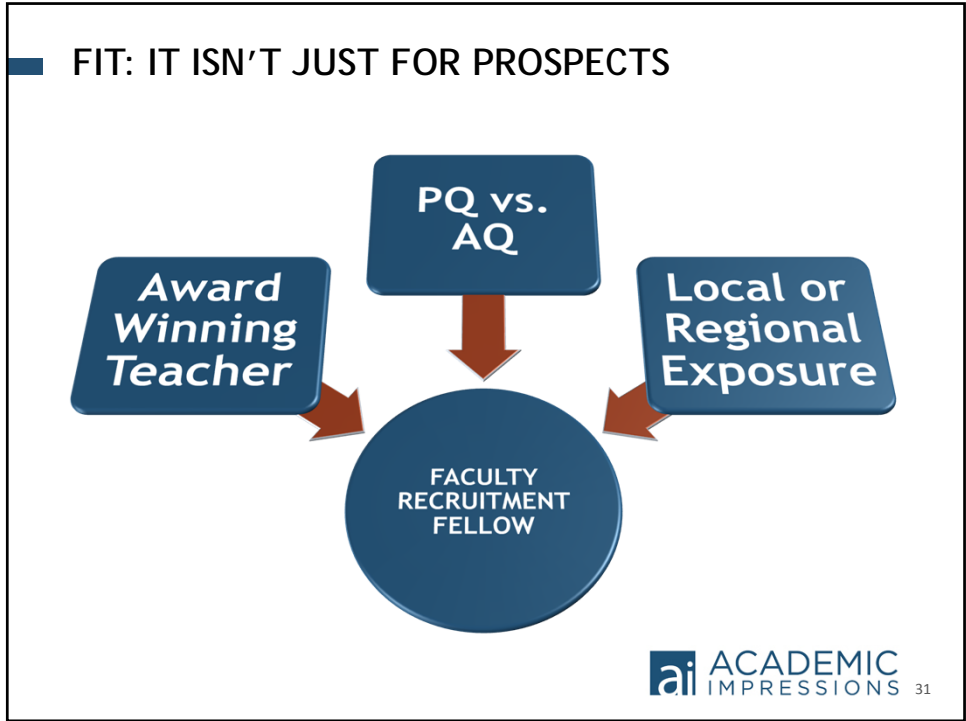 FIT: IT ISN'T JUST FOR PROSPECTS
PQ vs.
AQ
Award
Winning
Teacher
Local or
Regional
Exposure
FACULTY
RECRUITMENT
FELLOW
ai ACADEMIC
IMPRESSIONS
31